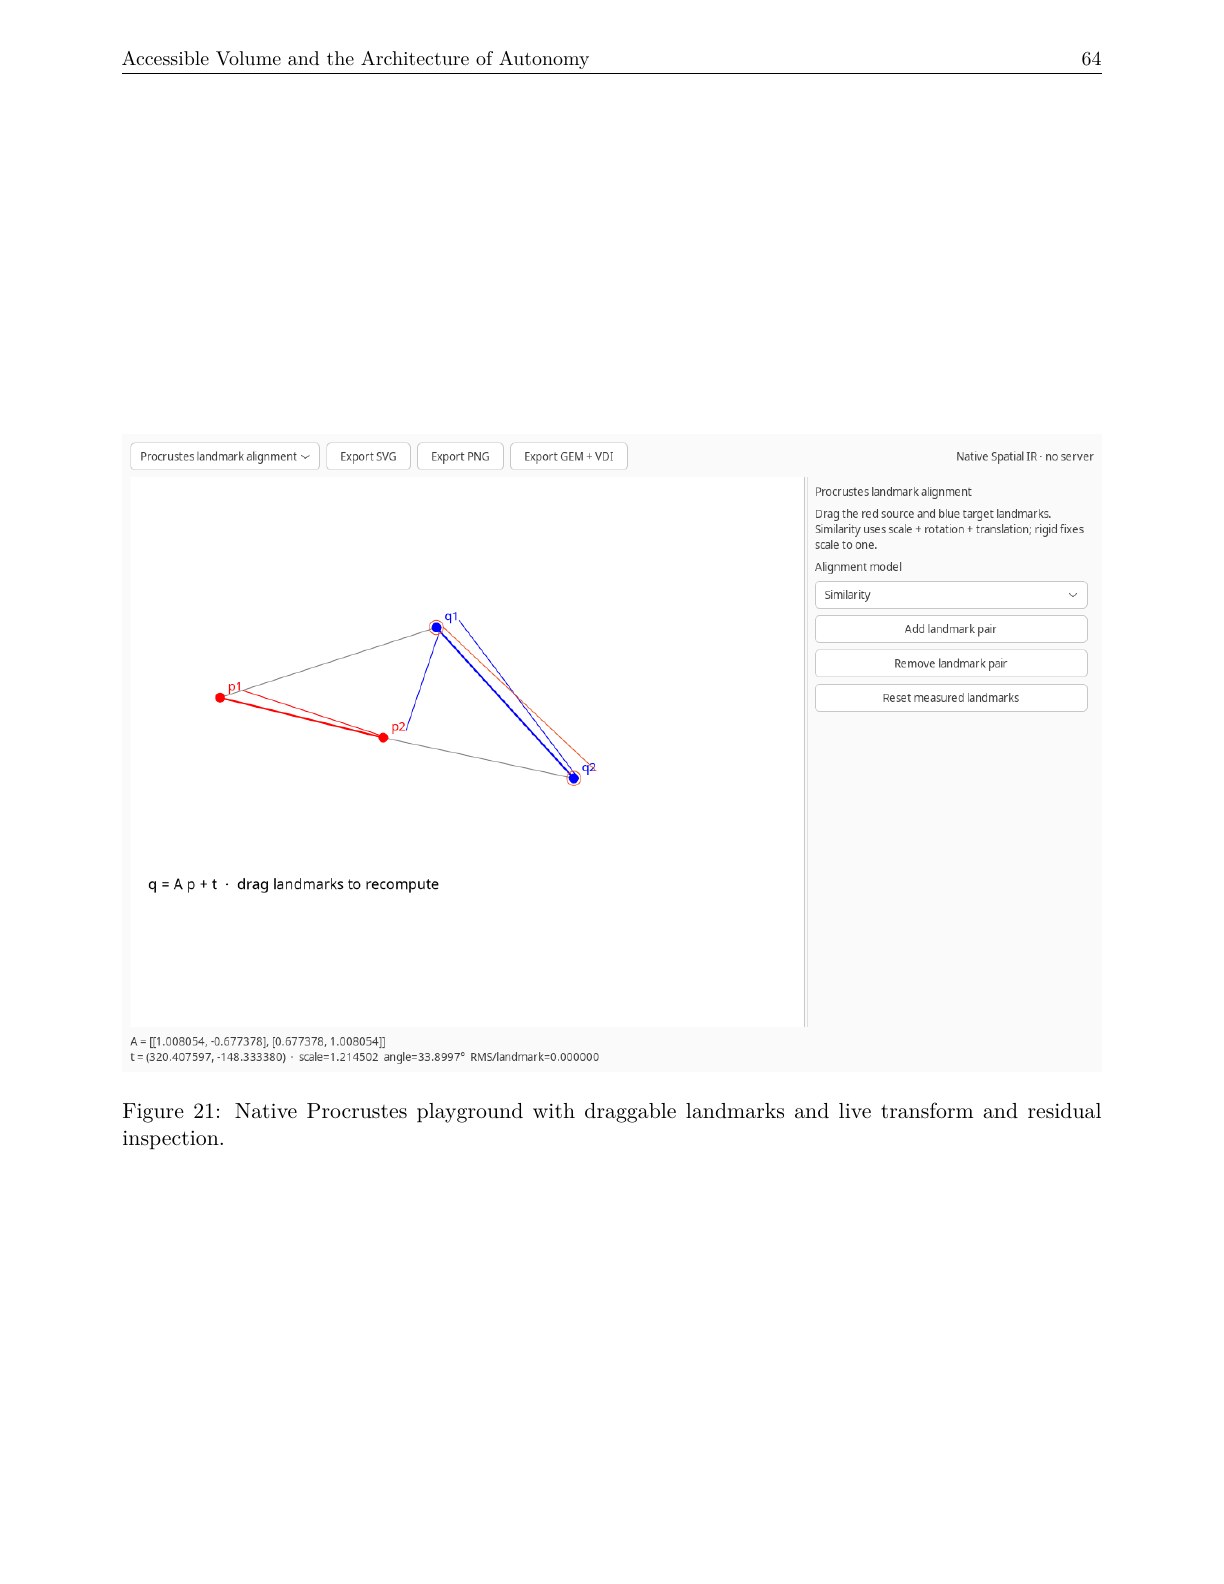 Accessible Volume and the Architecture of Autonomy 64
Procrustes landmark alignment Export SVG Export PNG Export GEM + VDI Native Spatial IR · no server
Procrustes landmark alignment
Drag the red source and blue target landmarks.
Similarity uses scale + rotation + translation; rigid fixes
scale to one.
Alignment model
Similarity
Add landmark pair
Remove landmark pair
Reset measured landmarks
q1
p1
p2
q2
q = A p + t · drag landmarks to recompute
A = [[1.008054, -0.677378], [0.677378, 1.008054]]
t = (320.407597, -148.333380) · scale=1.214502 angle=33.8997° RMS/landmark=0.000000
Figure 21: Native Procrustes playground with draggable landmarks and live transform and residual
inspection.